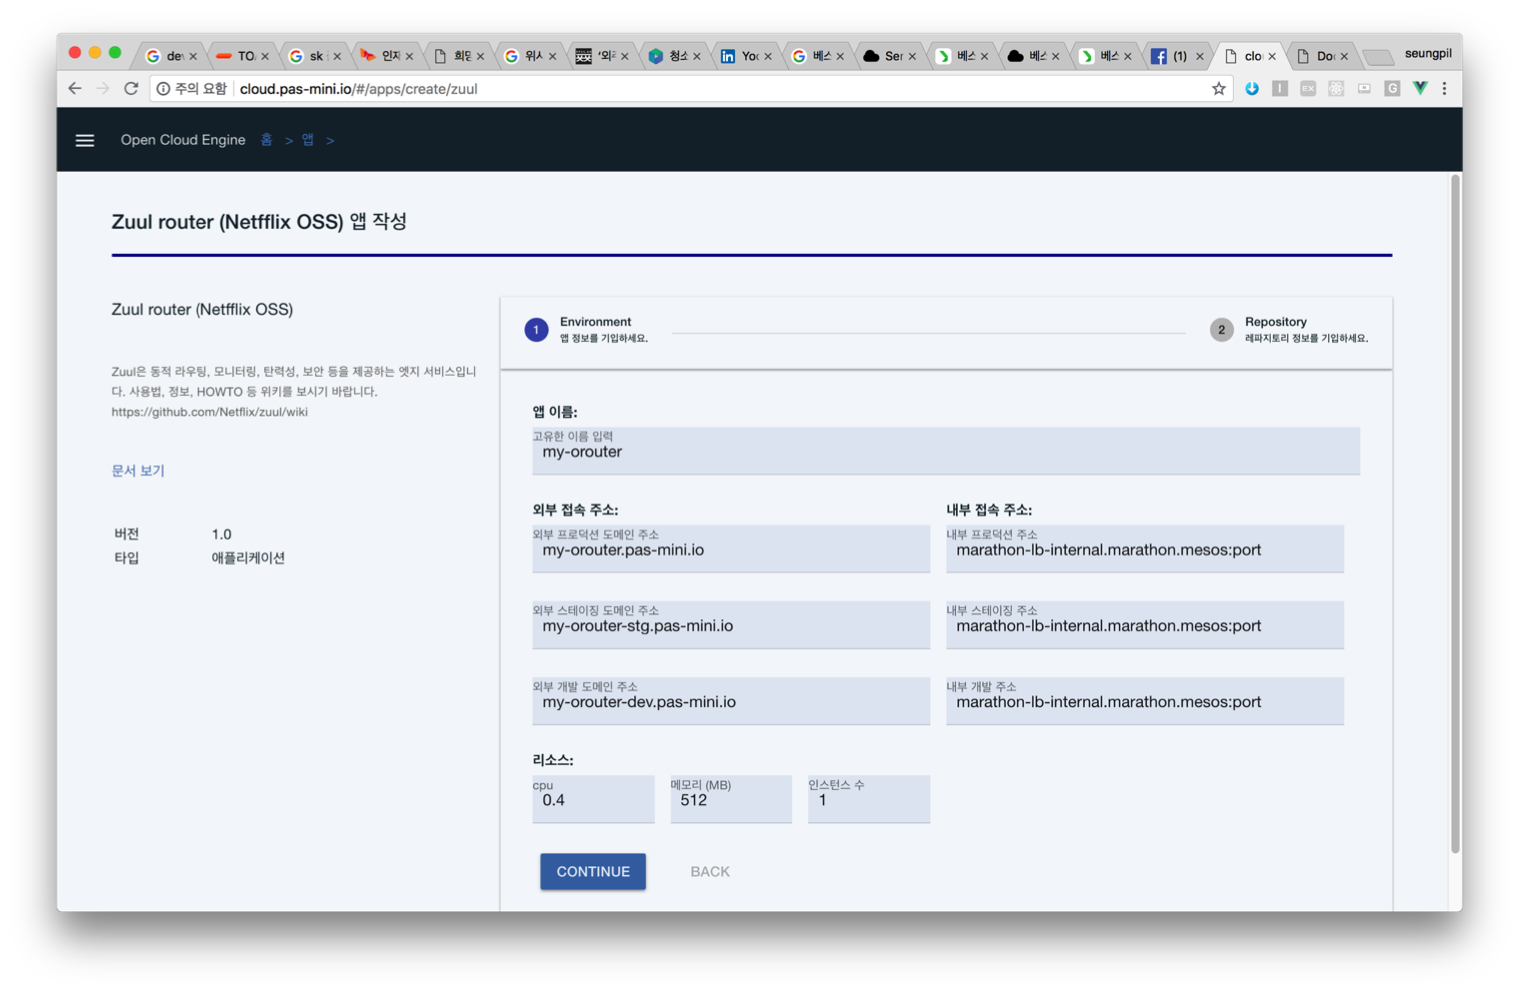 de
TO
sk
인재
희망
위시
'외주
청소
You
베스
Ser
베스
베스
베스
(1)
clo
Do
seungpil
주의 요함 cloud.pas-mini.io/#/apps/create/zuul
Open Cloud Engine 홈 > 앱 >
Zuul router (Netfflix OSS) 앱 작성
Zuul router (Netfflix OSS)
Zuul은 동적 라우팅, 모니터링, 탄력성, 보안 등을 제공하는 엣지 서비스입니
다. 사용법, 정보, HOWTO 등 위키를 보시기 바랍니다.
https://github.com/Netflix/zuul/wiki
문서 보기
버전 1.0
타입 애플리케이션
1 Environment
앱 정보를 기입하세요.
2 Repository
레파지토리 정보를 기입하세요.
앱 이름:
고유한 이름 입력
my-orouter
외부 접속 주소: 내부 접속 주소:
외부 프로덕션 도메인 주소 내부 프로덕션 주소
my-orouter.pas-mini.io marathon-lb-internal.marathon.mesos:port
외부 스테이징 도메인 주소 내부 스테이징 주소
my-orouter-stg.pas-mini.io marathon-lb-internal.marathon.mesos:port
외부 개발 도메인 주소 내부 개발 주소
my-orouter-dev.pas-mini.io marathon-lb-internal.marathon.mesos:port
리소스:
cpu 메모리 (MB) 인스턴스 수
0.4 512 1
CONTINUE BACK